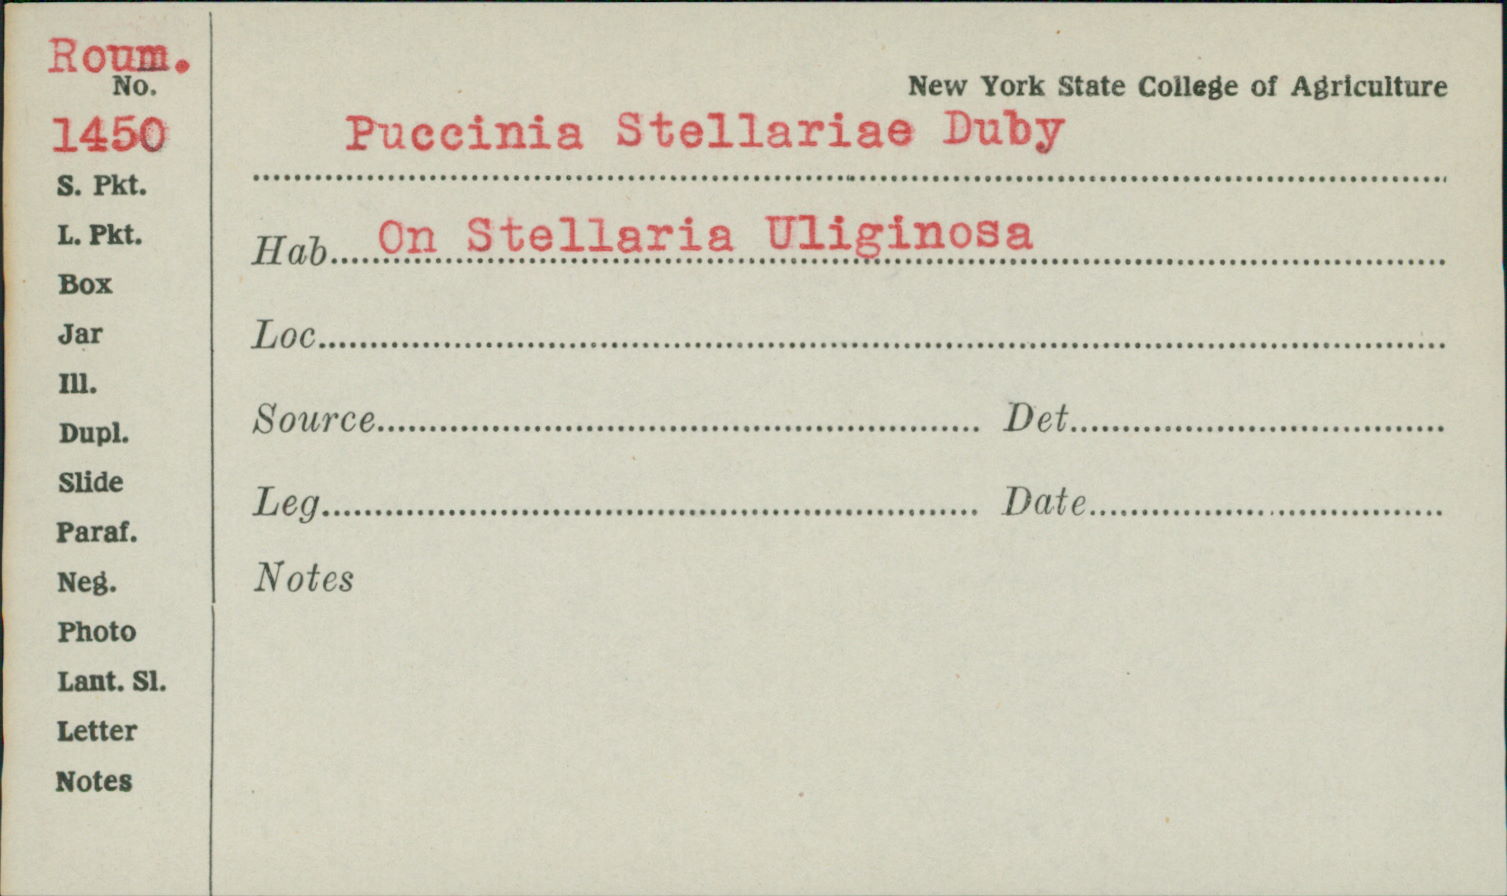 Roum.
No.
1450
S. Pkt.
L. Pkt.
Box
Jar
Ill.
Dupl.
Slide
Paraf.
Neg.
Photo
Lant. Sl.
Letter
Notes
New York State College of Agriculture
Puccinia Stellariae Duby
Hab. On Stellaria Uliginosa
Loc.
Source
Det.
Leg.
Date
Notes